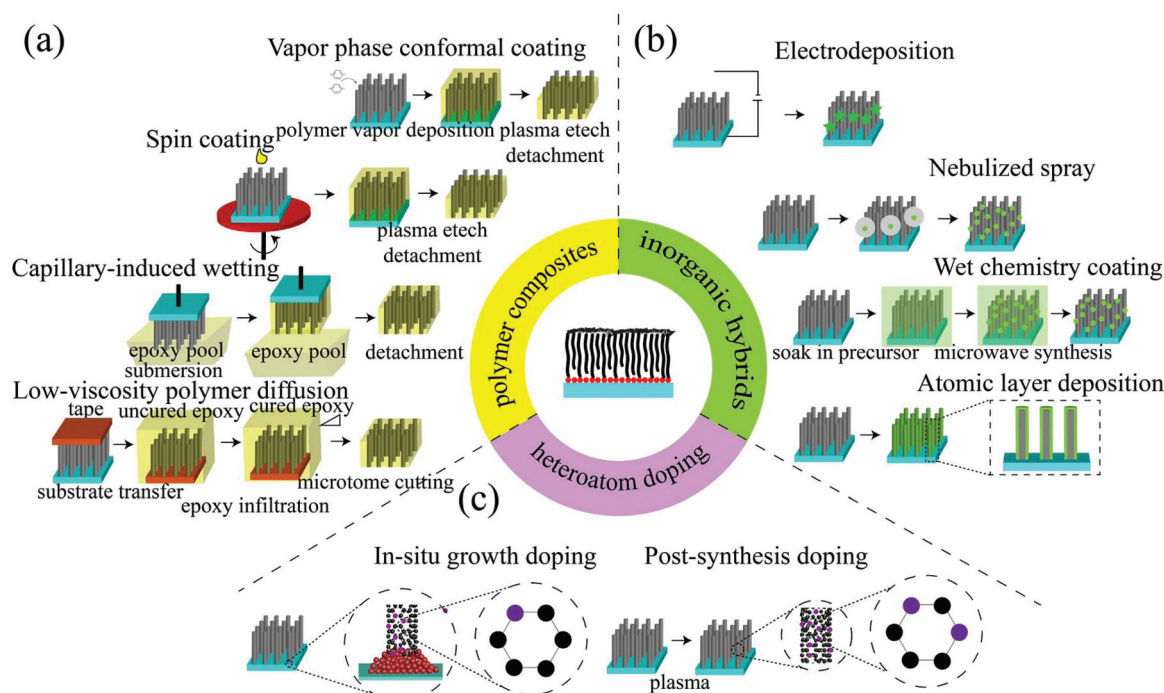 (a)
Vapor phase conformal coating
polymer vapor deposition
plasma etech
detachment
Spin coating
plasma etech
detachment
Capillary-induced wetting
epoxy pool
submersion
epoxy pool
detachment
Low-viscosity polymer diffusion
tape
uncured epoxy
cured epoxy
substrate transfer
epoxy infiltration
microtome cutting
(b)
Electrodeposition
Nebulized spray
Wet chemistry coating
soak in precursor
microwave synthesis
Atomic layer deposition
polymer composites
inorganic hybrids
heteroatom doping
(c)
In-situ growth doping
Post-synthesis doping
plasma